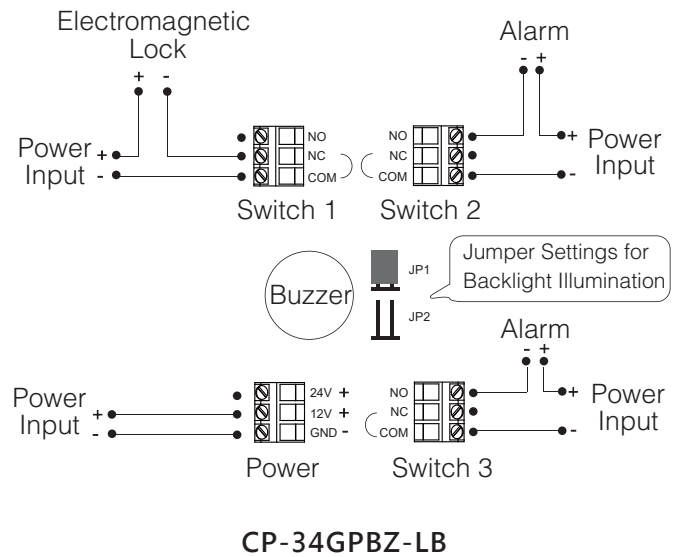 Electromagnetic
Lock
+ -
Power + 
Input -
NO
NC
COM
Switch 1
Alarm
- +
NO
NC
COM
+ Power
- Input
Switch 2
Buzzer
JP1
JP2
Jumper Settings for
Backlight Illumination
Power +
Input -
24V +
12V +
GND -
Power
Alarm
- +
NO
NC
COM
+ Power
- Input
Switch 3
CP-34GPBZ-LB